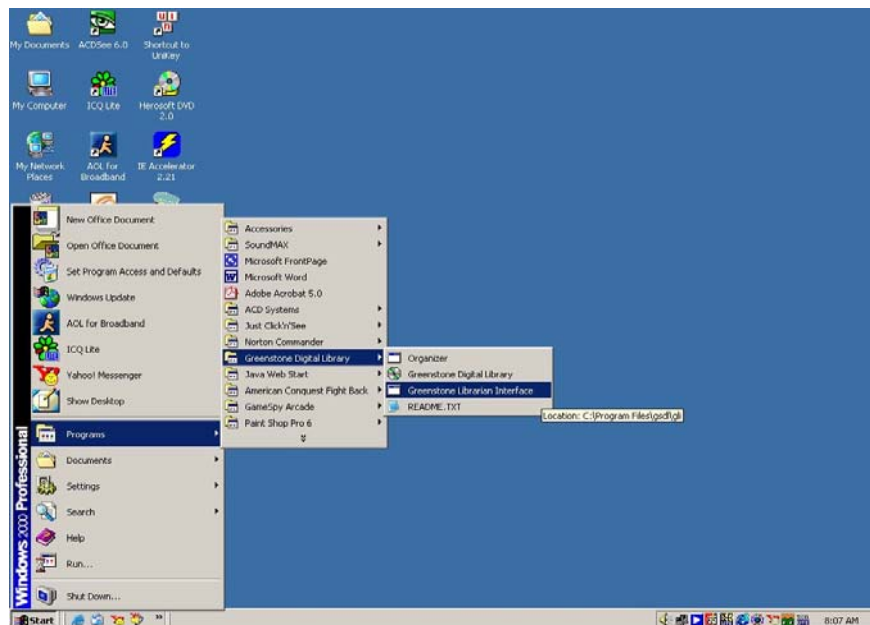 My Documents
ACDSee 6.0
Shortcut to
UniKey
My Computer
ICQ Lite
Herosoft DVD
2.0
My Network
Places
AOL for
Broadband
IE Accelerator
2.21
New Office Document
Open Office Document
Set Program Access and Defaults
Windows Update
AOL for Broadband
ICQ Lite
Yahoo! Messenger
Show Desktop
Programs
Documents
Settings
Search
Help
Run...
Shut Down...
Windows 2000 Professional
Accessories
SoundMAX
Microsoft FrontPage
Microsoft Word
Adobe Acrobat 5.0
ACD Systems
Just Click'n'See
Norton Commander
Greenstone Digital Library
Java Web Start
American Conquest Fight Back
GameSpy Arcade
Paint Shop Pro 6
Organizer
Greenstone Digital Library
Greenstone Librarian Interface
README.TXT
Location: C:\Program Files\gsdl\gli
Start
8:07 AM